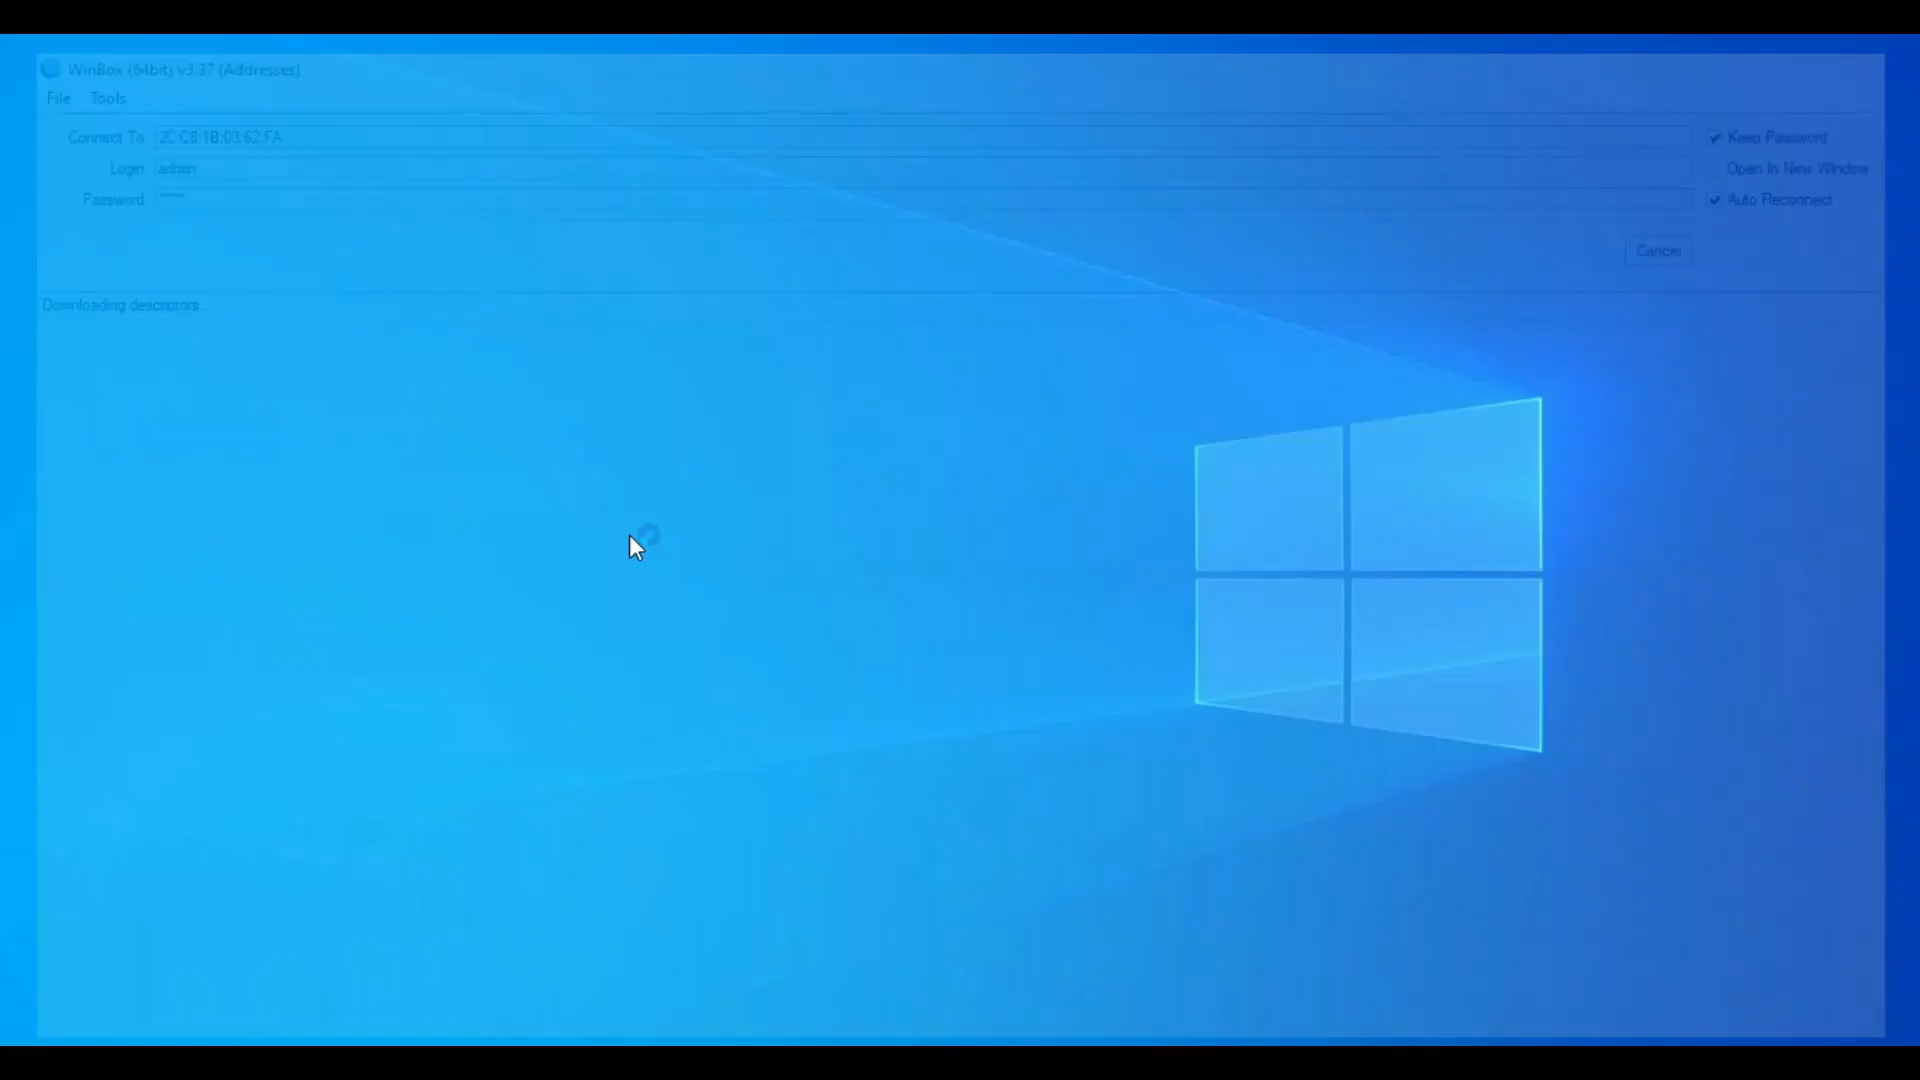 WinBox (64bit) v3.37 (Addresses)
File Tools
Connect To: 2C:C8:1B:03:62:FA
Keep Password
Login: admin
Open In New Window
Password: *****
Auto Reconnect
Cancel
Downloading descriptors...